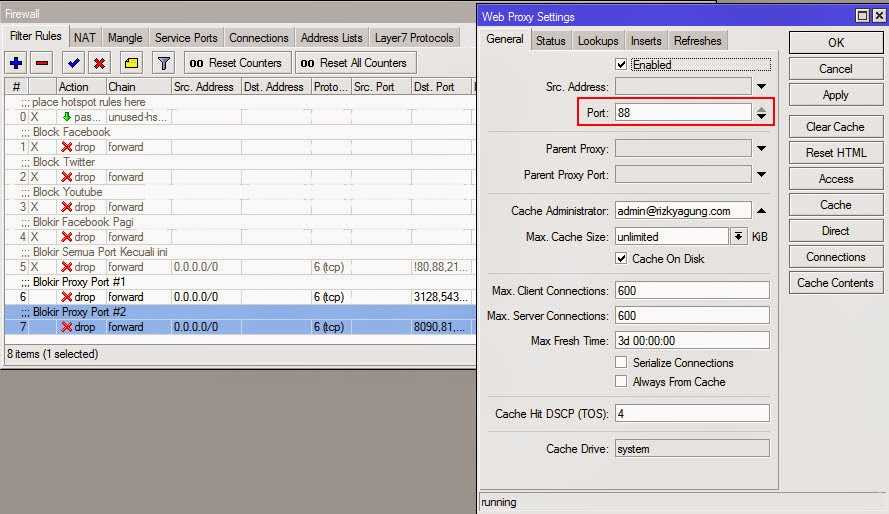 Firewall
Filter Rules NAT Mangle Service Ports Connections Address Lists Layer7 Protocols
00 Reset Counters 00 Reset All Counters
# Action Chain Src. Address Dst. Address Proto... Src. Port Dst. Port
;;; place hotspot rules here
0 X pas... unused-hs...
;;; Block Facebook
1 X drop forward
;;; Block Twitter
2 X drop forward
;;; Block Youtube
3 X drop forward
;;; Blokir Facebook Pagi
4 X drop forward
;;; Blokir Semua Port Kecuali ini
5 X drop forward 0.0.0.0/0 6 (tcp) !80,88,21...
;;; Blokir Proxy Port #1
6 drop forward 0.0.0.0/0 6 (tcp) 3128,543...
;;; Blokir Proxy Port #2
7 drop forward 0.0.0.0/0 6 (tcp) 8090,81,...
8 items (1 selected)
Web Proxy Settings
General Status Lookups Inserts Refreshes
Enabled
Src. Address:
Port: 88
Parent Proxy:
Parent Proxy Port:
Cache Administrator: admin@rizkyagung.com
Max. Cache Size: unlimited KiB
Cache On Disk
Max. Client Connections: 600
Max. Server Connections: 600
Max Fresh Time: 3d 00:00:00
Serialize Connections
Always From Cache
Cache Hit DSCP (TOS): 4
Cache Drive: system
running
OK
Cancel
Apply
Clear Cache
Reset HTML
Access
Cache
Direct
Connections
Cache Contents